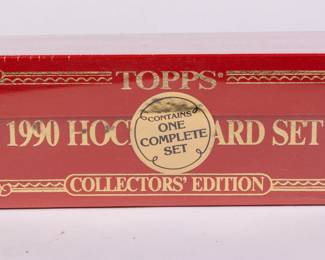 TOPPS®
1990 HOC ARD SET
CONTAINS
ONE
COMPLETE
SET
COLLECTORS' EDITION